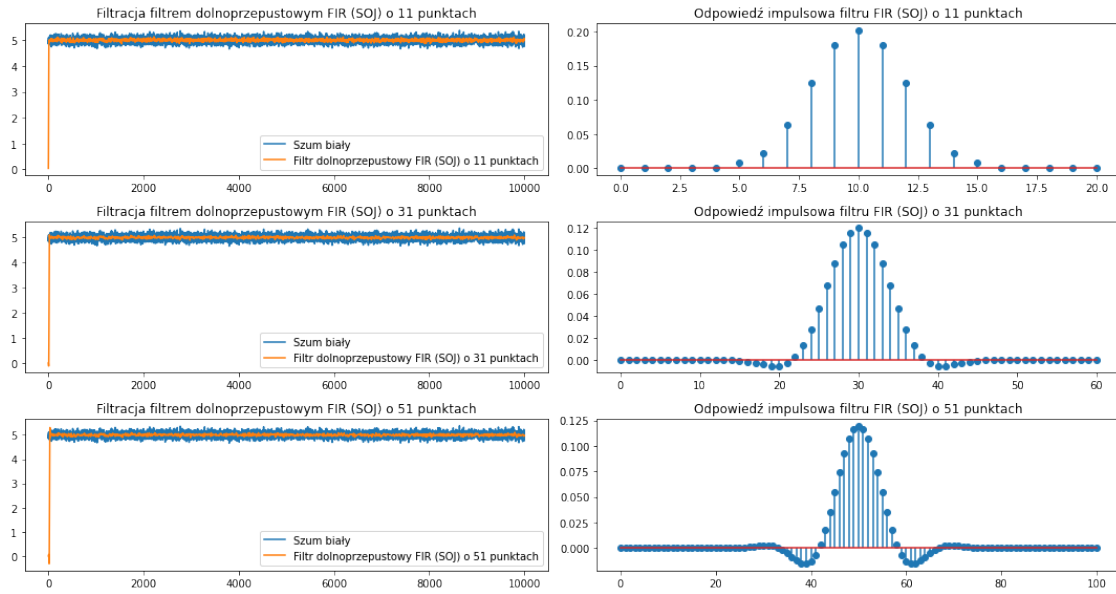 Filtracja filtrem dolnoprzepustowym FIR (SOJ) o 11 punktach
5
4
3
2
1
0
Szum biały
Filtr dolnoprzepustowy FIR (SOJ) o 11 punktach
0 2000 4000 6000 8000 10000
Odpowiedź impulsowa filtru FIR (SOJ) o 11 punktach
0.20
0.15
0.10
0.05
0.00
0.0 2.5 5.0 7.5 10.0 12.5 15.0 17.5 20.0
Filtracja filtrem dolnoprzepustowym FIR (SOJ) o 31 punktach
5
4
3
2
1
0
Szum biały
Filtr dolnoprzepustowy FIR (SOJ) o 31 punktach
0 2000 4000 6000 8000 10000
Odpowiedź impulsowa filtru FIR (SOJ) o 31 punktach
0.12
0.10
0.08
0.06
0.04
0.02
0.00
0 10 20 30 40 50 60
Filtracja filtrem dolnoprzepustowym FIR (SOJ) o 51 punktach
5
4
3
2
1
0
Szum biały
Filtr dolnoprzepustowy FIR (SOJ) o 51 punktach
0 2000 4000 6000 8000 10000
Odpowiedź impulsowa filtru FIR (SOJ) o 51 punktach
0.125
0.100
0.075
0.050
0.025
0.000
0 20 40 60 80 100